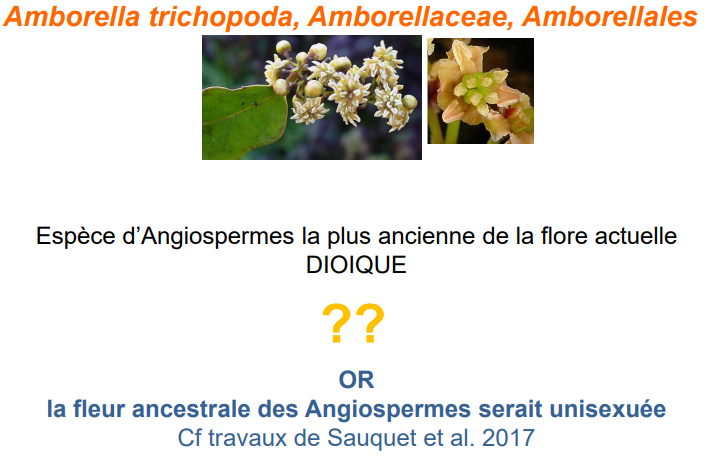 Amborella trichopoda, Amborellaceae, Amborellales
Espèce d’Angiospermes la plus ancienne de la flore actuelle
DIOIQUE
??
OR
la fleur ancestrale des Angiospermes serait unisexuée
Cf travaux de Sauquet et al. 2017